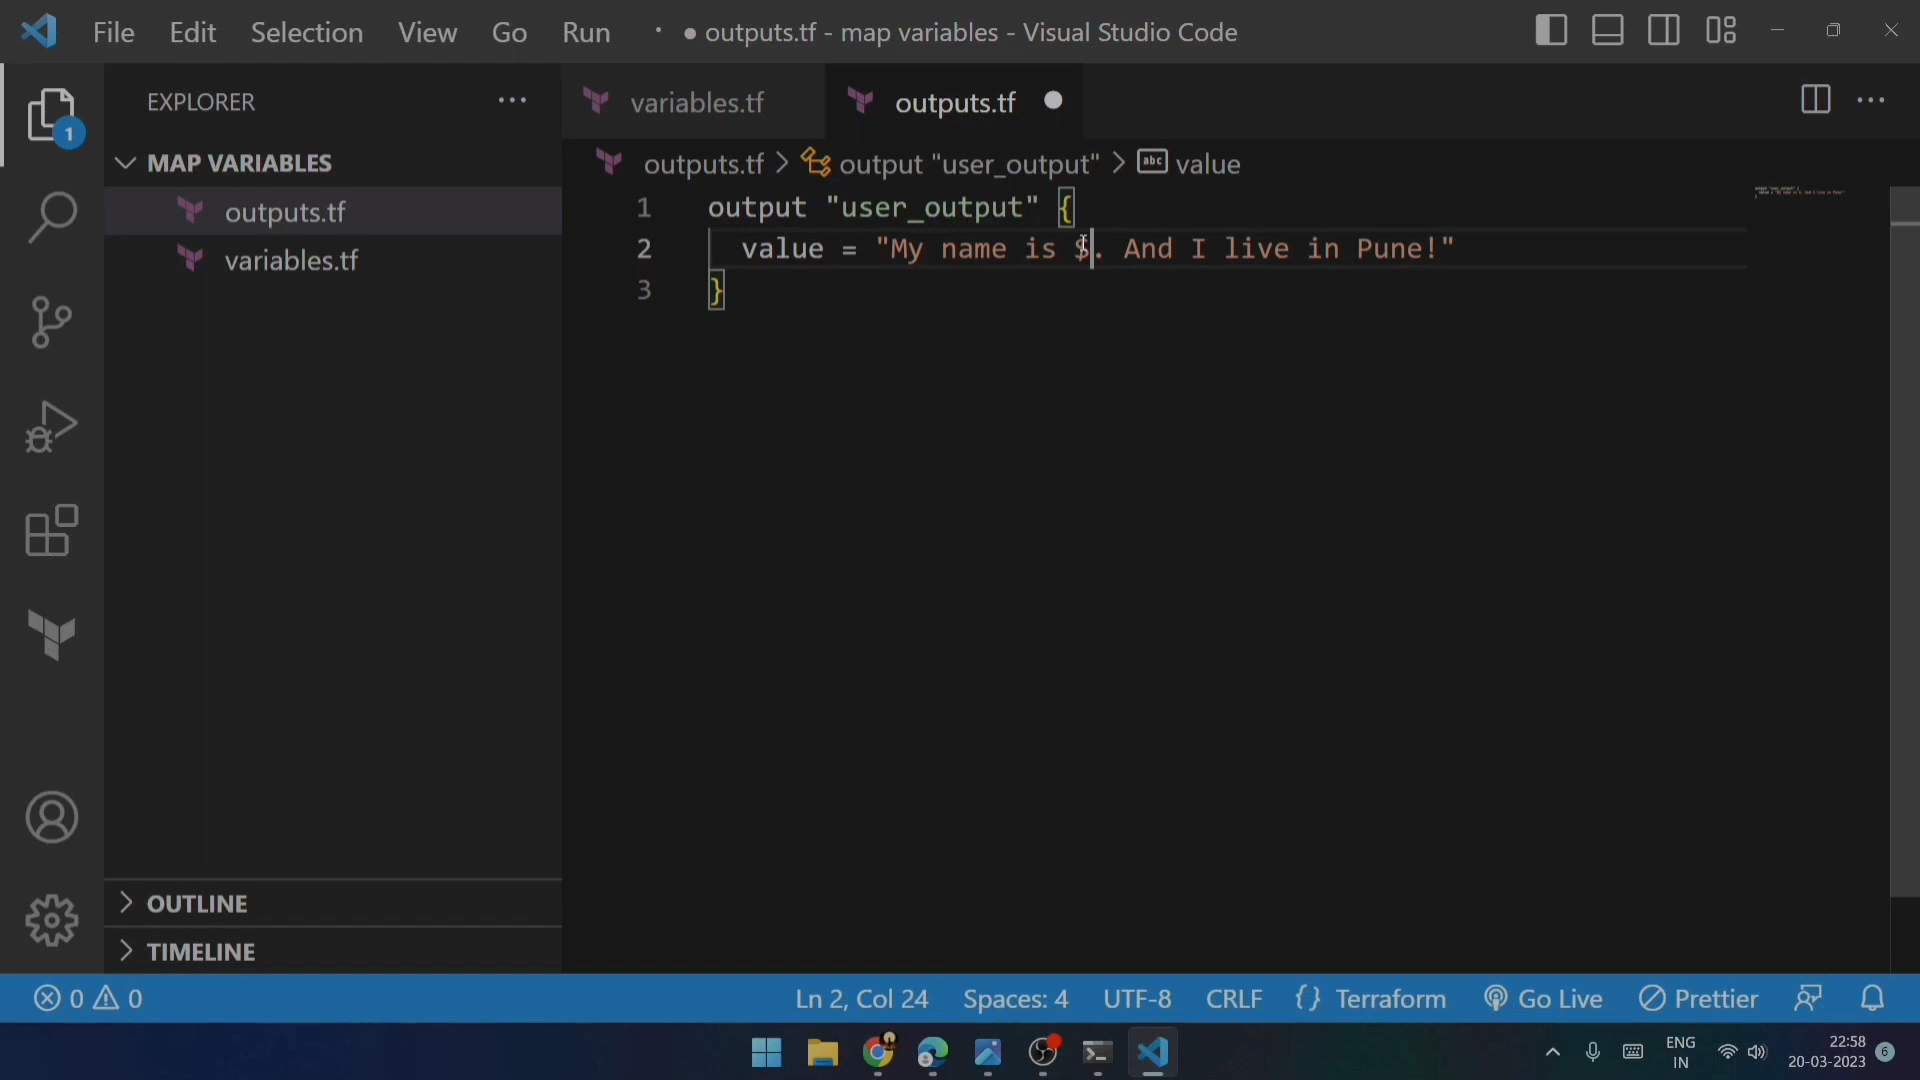 File Edit Selection View Go Run
● outputs.tf - map variables - Visual Studio Code
1
EXPLORER
MAP VARIABLES
outputs.tf
variables.tf
OUTLINE
TIMELINE
variables.tf outputs.tf
outputs.tf > output "user_output" > abc value
1 output "user_output" {
2 value = "My name is $. And I live in Pune!"
3 }
0 0 Ln 2, Col 24 Spaces: 4 UTF-8 CRLF {} Terraform Go Live Prettier
ENG
IN
22:58
20-03-2023
6